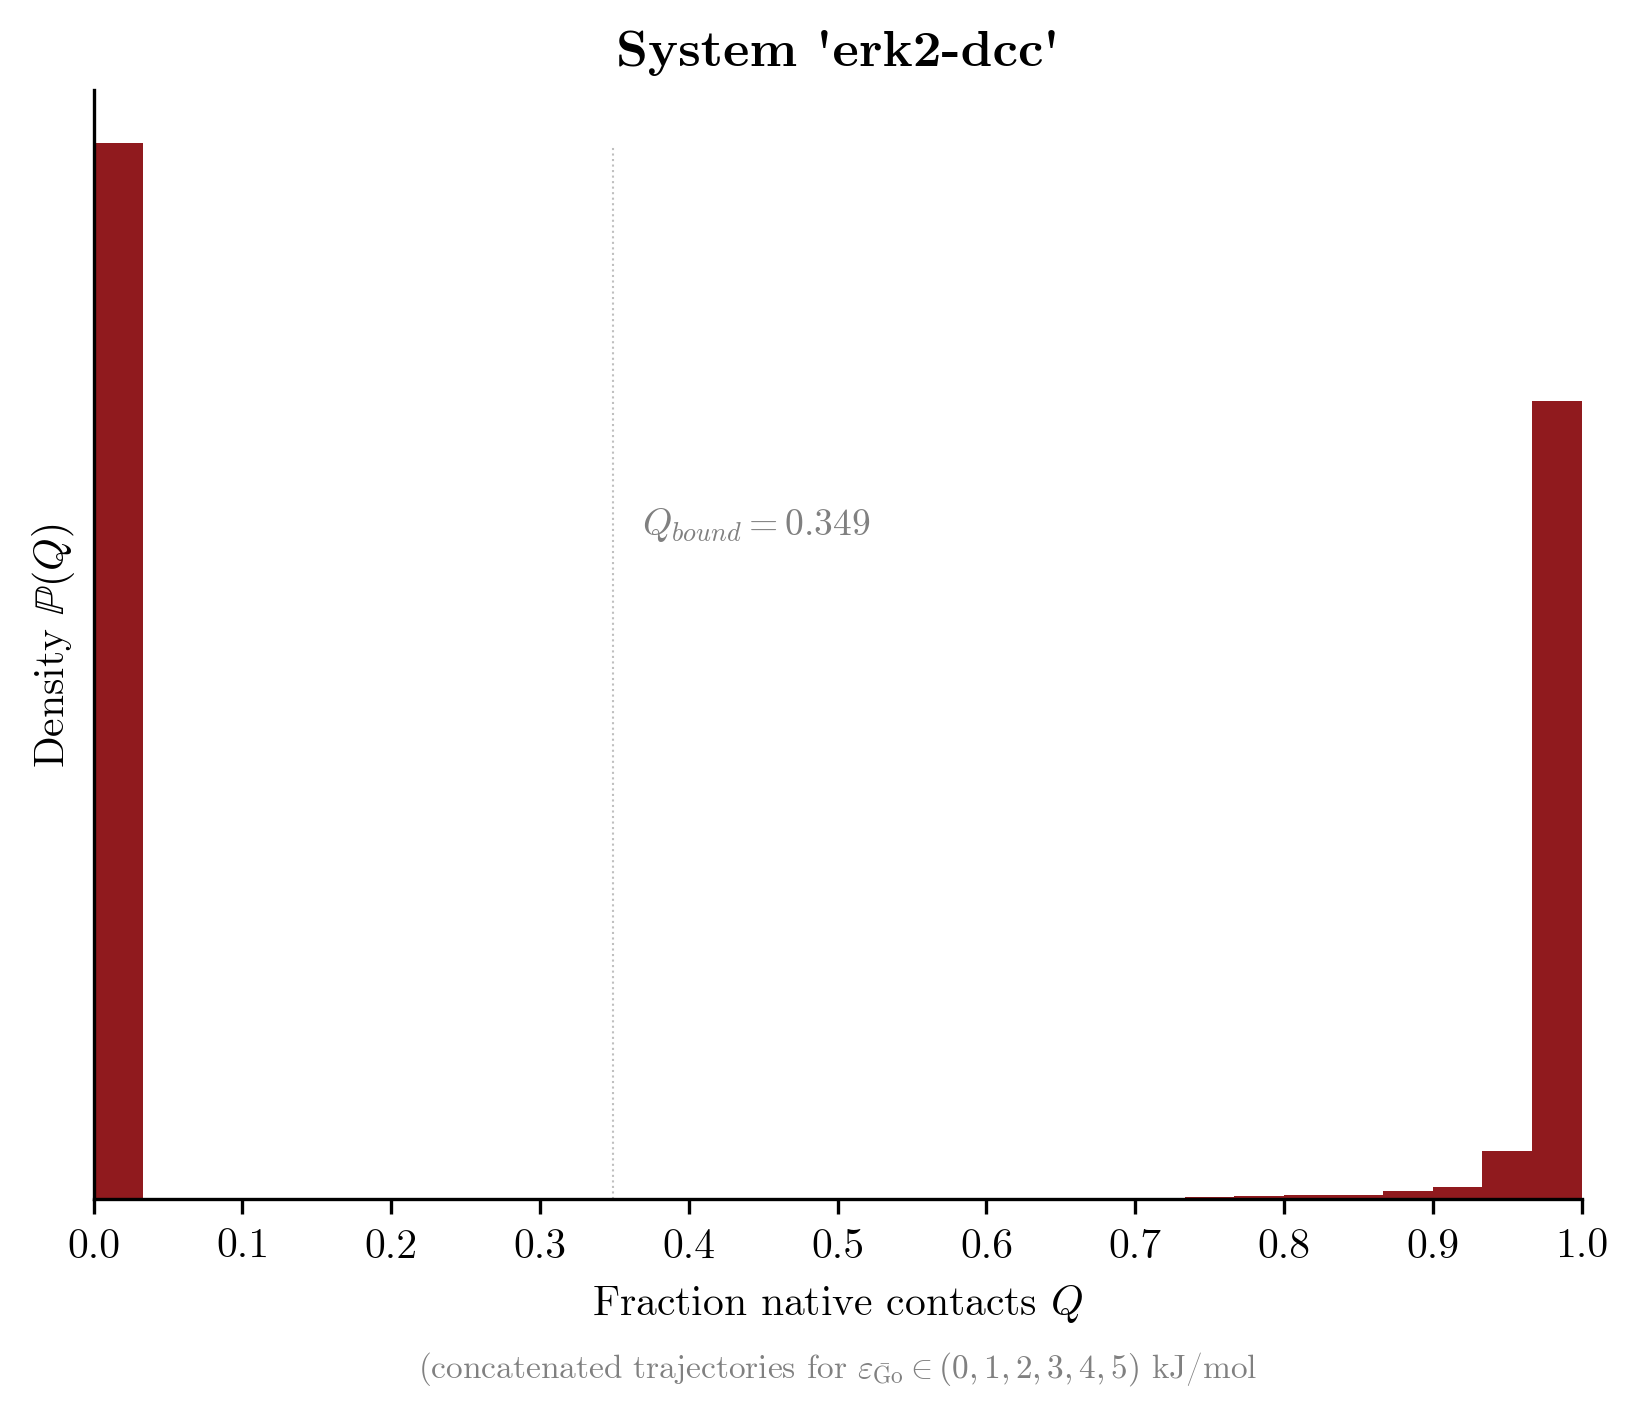 System 'erk2-dcc'
Density ℙ(Q)
Q_bound = 0.349
0.0 0.1 0.2 0.3 0.4 0.5 0.6 0.7 0.8 0.9 1.0
Fraction native contacts Q
(concatenated trajectories for ε_Ḡo ∈ (0, 1, 2, 3, 4, 5) kJ/mol